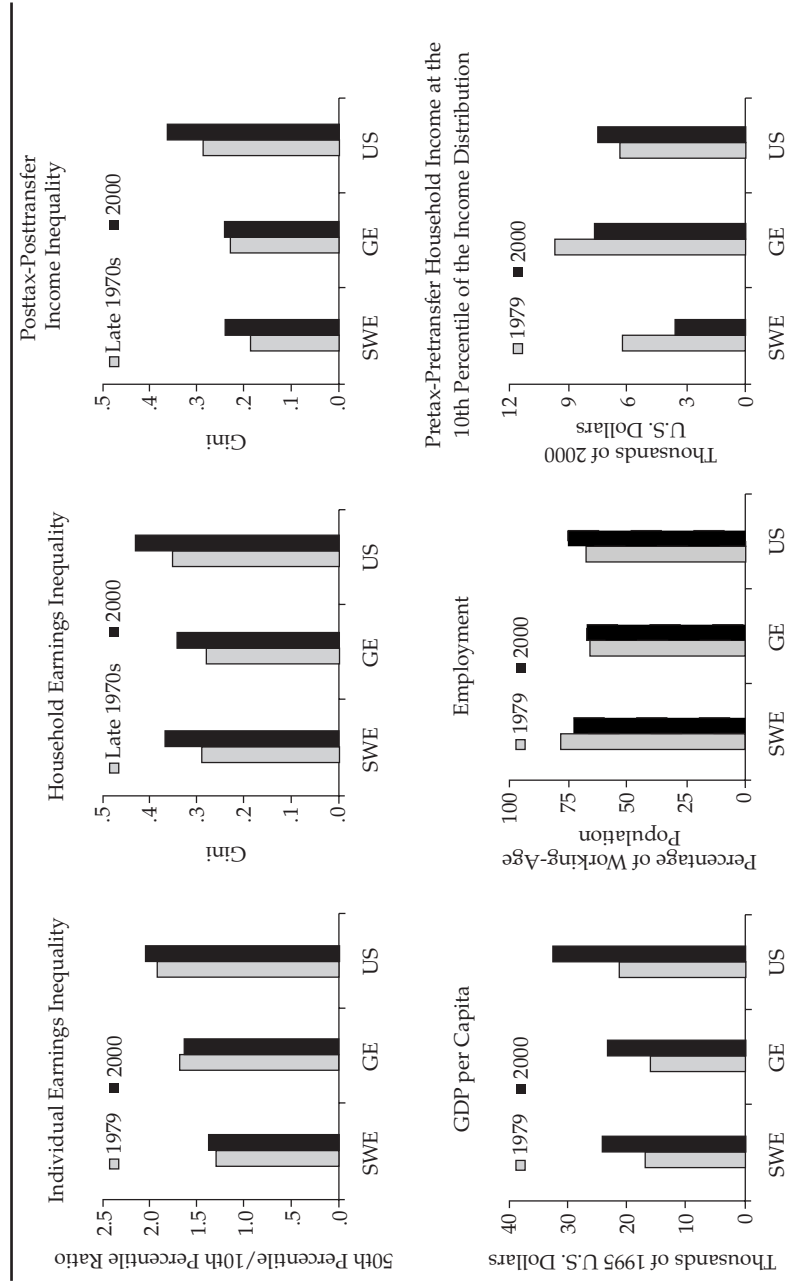 Individual Earnings Inequality
50th Percentile/10th Percentile Ratio
1979 2000
2.5
2.0
1.5
1.0
.5
.0
SWE GE US
Household Earnings Inequality
Gini
Late 1970s 2000
.5
.4
.3
.2
.1
.0
SWE GE US
Posttax-Posttransfer
Income Inequality
Gini
Late 1970s 2000
.5
.4
.3
.2
.1
.0
SWE GE US
GDP per Capita
Thousands of 1995 U.S. Dollars
1979 2000
40
30
20
10
0
SWE GE US
Employment
Percentage of Working-Age
Population
1979 2000
100
75
50
25
0
SWE GE US
Pretax-Pretransfer Household Income at the
10th Percentile of the Income Distribution
Thousands of 2000
U.S. Dollars
1979 2000
12
9
6
3
0
SWE GE US